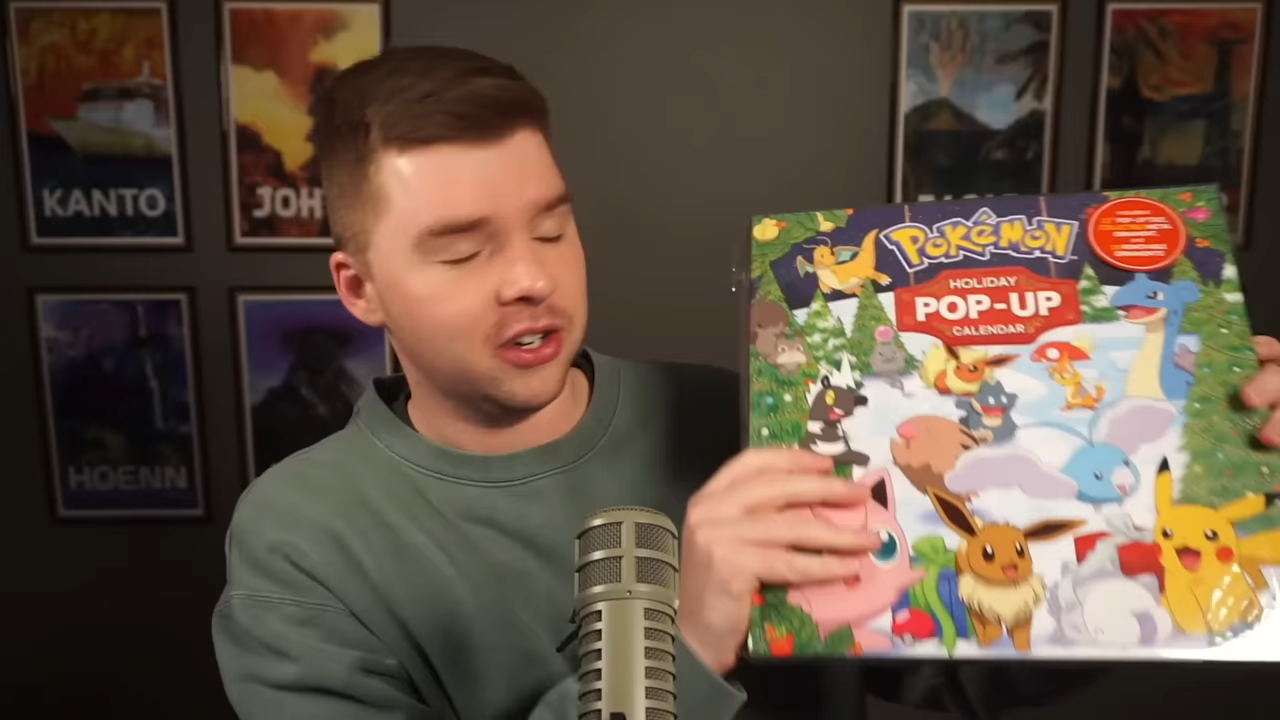 KANTO
JOH
HOENN
POKéMON
HOLIDAY
POP-UP
CALENDAR